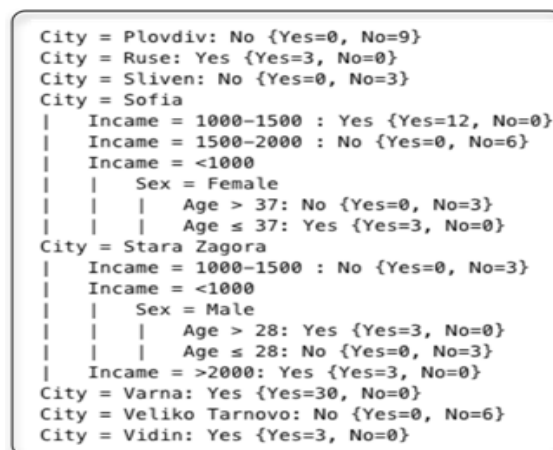 City = Plovdiv: No {Yes=0, No=9}
City = Ruse: Yes {Yes=3, No=0}
City = Sliven: No {Yes=0, No=3}
City = Sofia
|   Incame = 1000-1500 : Yes {Yes=12, No=0}
|   Incame = 1500-2000 : No {Yes=0, No=6}
|   Incame = <1000
|   |   Sex = Female
|   |   |   Age > 37: No {Yes=0, No=3}
|   |   |   Age ≤ 37: Yes {Yes=3, No=0}
City = Stara Zagora
|   Incame = 1000-1500 : No {Yes=0, No=3}
|   Incame = <1000
|   |   Sex = Male
|   |   |   Age > 28: Yes {Yes=3, No=0}
|   |   |   Age ≤ 28: No {Yes=0, No=3}
|   Incame = >2000: Yes {Yes=3, No=0}
City = Varna: Yes {Yes=30, No=0}
City = Veliko Tarnovo: No {Yes=0, No=6}
City = Vidin: Yes {Yes=3, No=0}